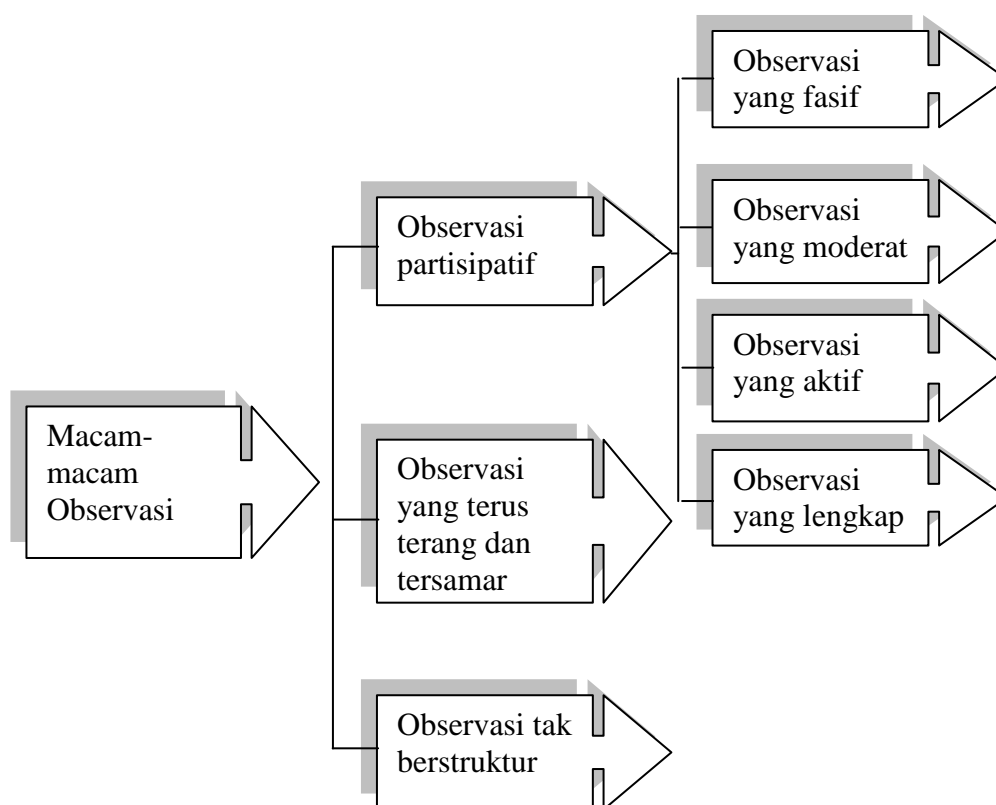 Macam-
macam
Observasi
Observasi
partisipatif
Observasi
yang terus
terang dan
tersamar
Observasi tak
berstruktur
Observasi
yang fasif
Observasi
yang moderat
Observasi
yang aktif
Observasi
yang lengkap